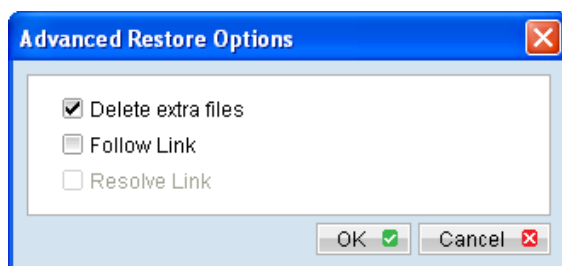 Advanced Restore Options
Delete extra files
Follow Link
Resolve Link
OK Cancel